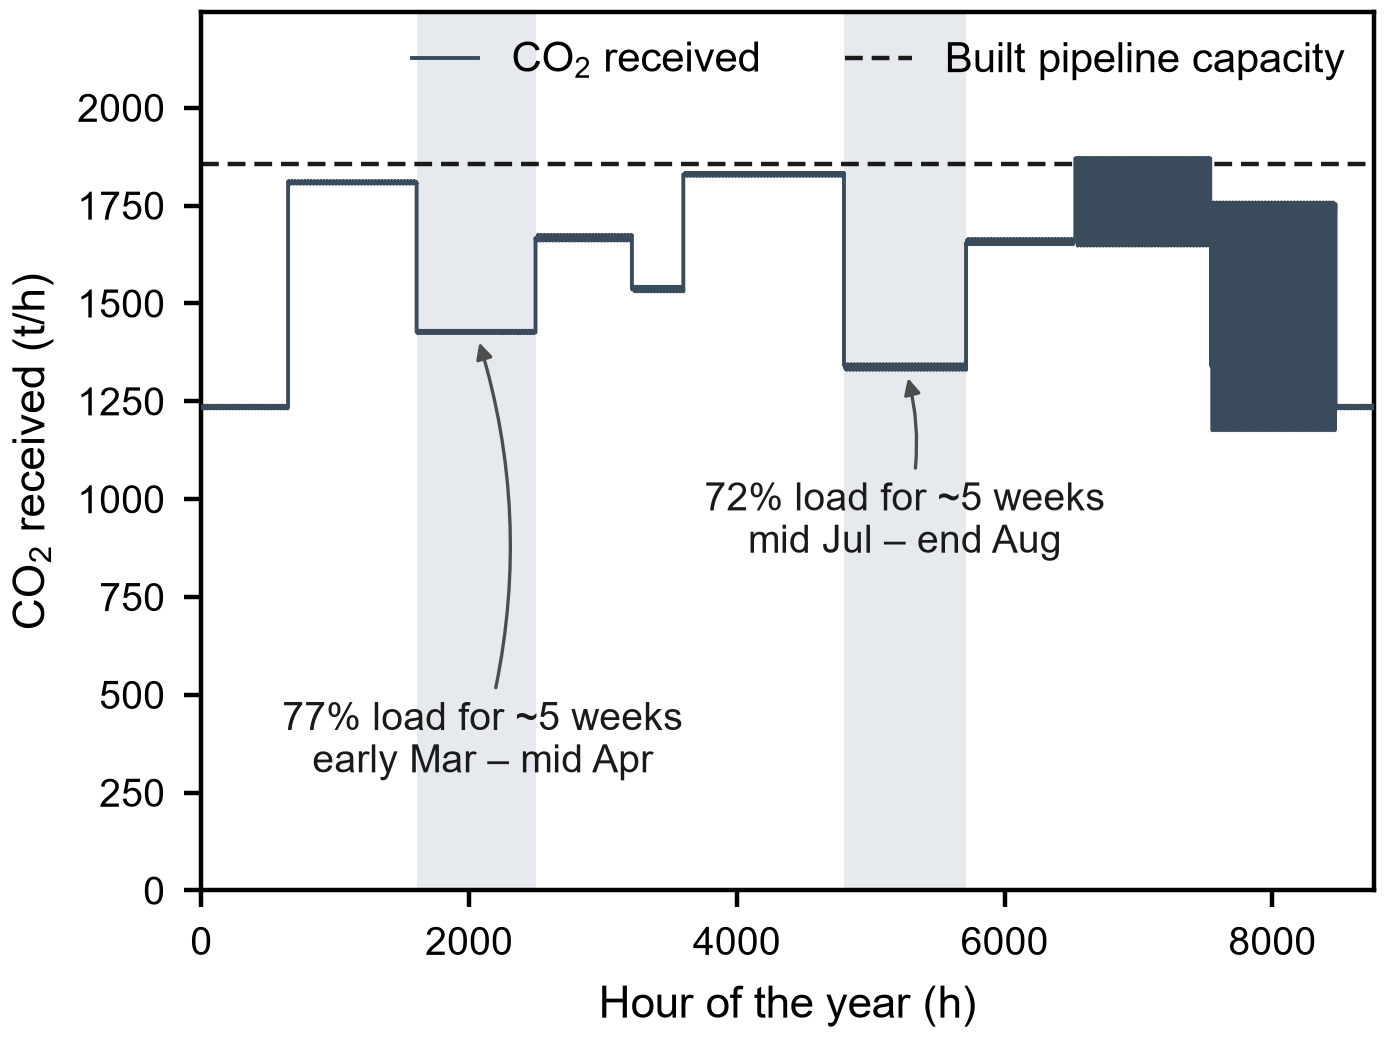 CO₂ received
Built pipeline capacity
CO₂ received (t/h)
2000
1750
1500
1250
1000
750
500
250
0
72% load for ~5 weeks
mid Jul – end Aug
77% load for ~5 weeks
early Mar – mid Apr
0 2000 4000 6000 8000
Hour of the year (h)